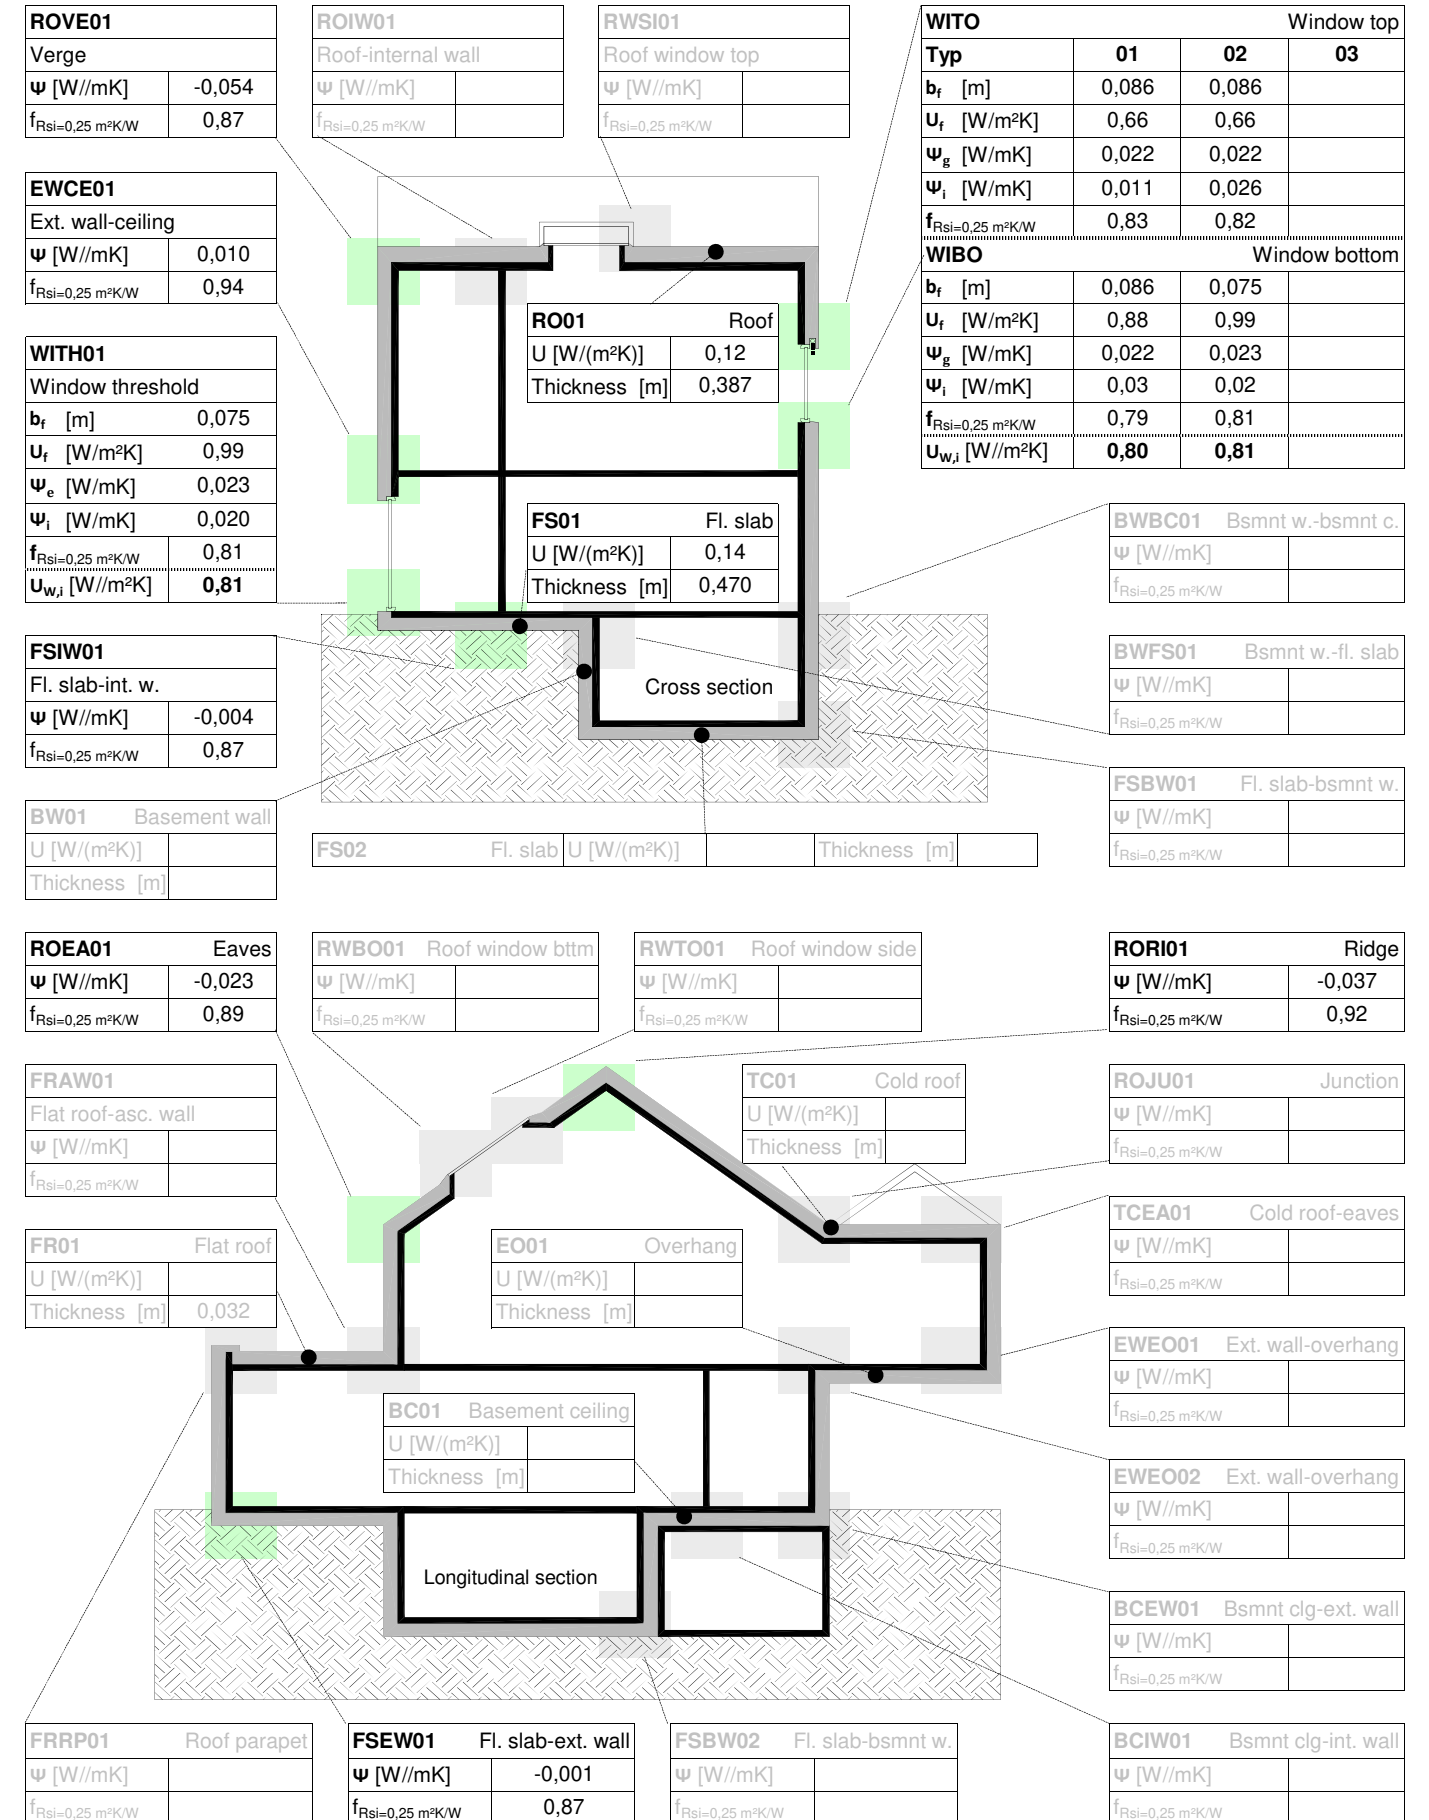 ROVE01
Verge
Ψ [W//mK] -0,054
fRsi=0,25 m²K/W 0,87
ROIW01
Roof-internal wall
Ψ [W//mK]
fRsi=0,25 m²K/W
RWSI01
Roof window top
Ψ [W//mK]
fRsi=0,25 m²K/W
WITO Window top
Typ 01 02 03
bf [m] 0,086 0,086
Uf [W/m²K] 0,66 0,66
Ψg [W/mK] 0,022 0,022
Ψi [W/mK] 0,011 0,026
fRsi=0,25 m²K/W 0,83 0,82
WIBO Window bottom
bf [m] 0,086 0,075
Uf [W/m²K] 0,88 0,99
Ψg [W/mK] 0,022 0,023
Ψi [W/mK] 0,03 0,02
fRsi=0,25 m²K/W 0,79 0,81
UW,i [W//m²K] 0,80 0,81
EWCE01
Ext. wall-ceiling
Ψ [W//mK] 0,010
fRsi=0,25 m²K/W 0,94
RO01 Roof
U [W/(m²K)] 0,12
Thickness [m] 0,387
WITH01
Window threshold
bf [m] 0,075
Uf [W/m²K] 0,99
Ψe [W/mK] 0,023
Ψi [W/mK] 0,020
fRsi=0,25 m²K/W 0,81
UW,i [W//m²K] 0,81
FS01 Fl. slab
U [W/(m²K)] 0,14
Thickness [m] 0,470
BWBC01 Bsmnt w.-bsmnt c.
Ψ [W//mK]
fRsi=0,25 m²K/W
FSIW01
Fl. slab-int. w.
Ψ [W//mK] -0,004
fRsi=0,25 m²K/W 0,87
Cross section
BWFS01 Bsmnt w.-fl. slab
Ψ [W//mK]
fRsi=0,25 m²K/W
FSBW01 Fl. slab-bsmnt w.
Ψ [W//mK]
fRsi=0,25 m²K/W
BW01 Basement wall
U [W/(m²K)]
Thickness [m]
FS02 Fl. slab U [W/(m²K)] Thickness [m]
ROEA01 Eaves
Ψ [W//mK] -0,023
fRsi=0,25 m²K/W 0,89
RWBO01 Roof window bttm
Ψ [W//mK]
fRsi=0,25 m²K/W
RWTO01 Roof window side
Ψ [W//mK]
fRsi=0,25 m²K/W
RORI01 Ridge
Ψ [W//mK] -0,037
fRsi=0,25 m²K/W 0,92
FRAW01
Flat roof-asc. wall
Ψ [W//mK]
fRsi=0,25 m²K/W
TC01 Cold roof
U [W/(m²K)]
Thickness [m]
ROJU01 Junction
Ψ [W//mK]
fRsi=0,25 m²K/W
FR01 Flat roof
U [W/(m²K)]
Thickness [m] 0,032
EO01 Overhang
U [W/(m²K)]
Thickness [m]
TCEA01 Cold roof-eaves
Ψ [W//mK]
fRsi=0,25 m²K/W
EWEO01 Ext. wall-overhang
Ψ [W//mK]
fRsi=0,25 m²K/W
BC01 Basement ceiling
U [W/(m²K)]
Thickness [m]
EWEO02 Ext. wall-overhang
Ψ [W//mK]
fRsi=0,25 m²K/W
Longitudinal section
BCEW01 Bsmnt clg-ext. wall
Ψ [W//mK]
fRsi=0,25 m²K/W
FRRP01 Roof parapet
Ψ [W//mK]
fRsi=0,25 m²K/W
FSEW01 Fl. slab-ext. wall
Ψ [W//mK] -0,001
fRsi=0,25 m²K/W 0,87
FSBW02 Fl. slab-bsmnt w.
Ψ [W//mK]
fRsi=0,25 m²K/W
BCIW01 Bsmnt clg-int. wall
Ψ [W//mK]
fRsi=0,25 m²K/W